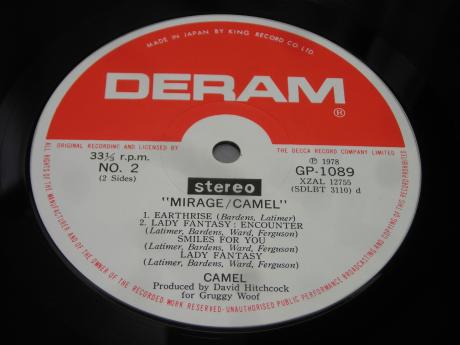 MADE IN JAPAN BY KING RECORD CO. LTD.
DERAM®
ORIGINAL RECORDING AND LICENSED BY THE DECCA RECORD COMPANY LIMITED
33⅓ r.p.m.
NO. 2
(2 Sides)
stereo
Ⓟ 1978
GP-1089
XZAL 12755
(SDLBT 3110) d
"MIRAGE/CAMEL"
1. EARTHRISE (Bardens, Latimer)
2. LADY FANTASY : ENCOUNTER
(Latimer, Bardens, Ward, Ferguson)
SMILES FOR YOU
(Latimer, Bardens, Ward, Ferguson)
LADY FANTASY
(Latimer, Bardens, Ward, Ferguson)
CAMEL
Produced by David Hitchcock
for Gruggy Woof
ALL RIGHTS OF THE MANUFACTURER AND OF THE OWNER OF THE RECORDED WORK RESERVED-UNAUTHORISED PUBLIC PERFORMANCE BROADCASTING AND COPYING OF THIS RECORD PROHIBITED